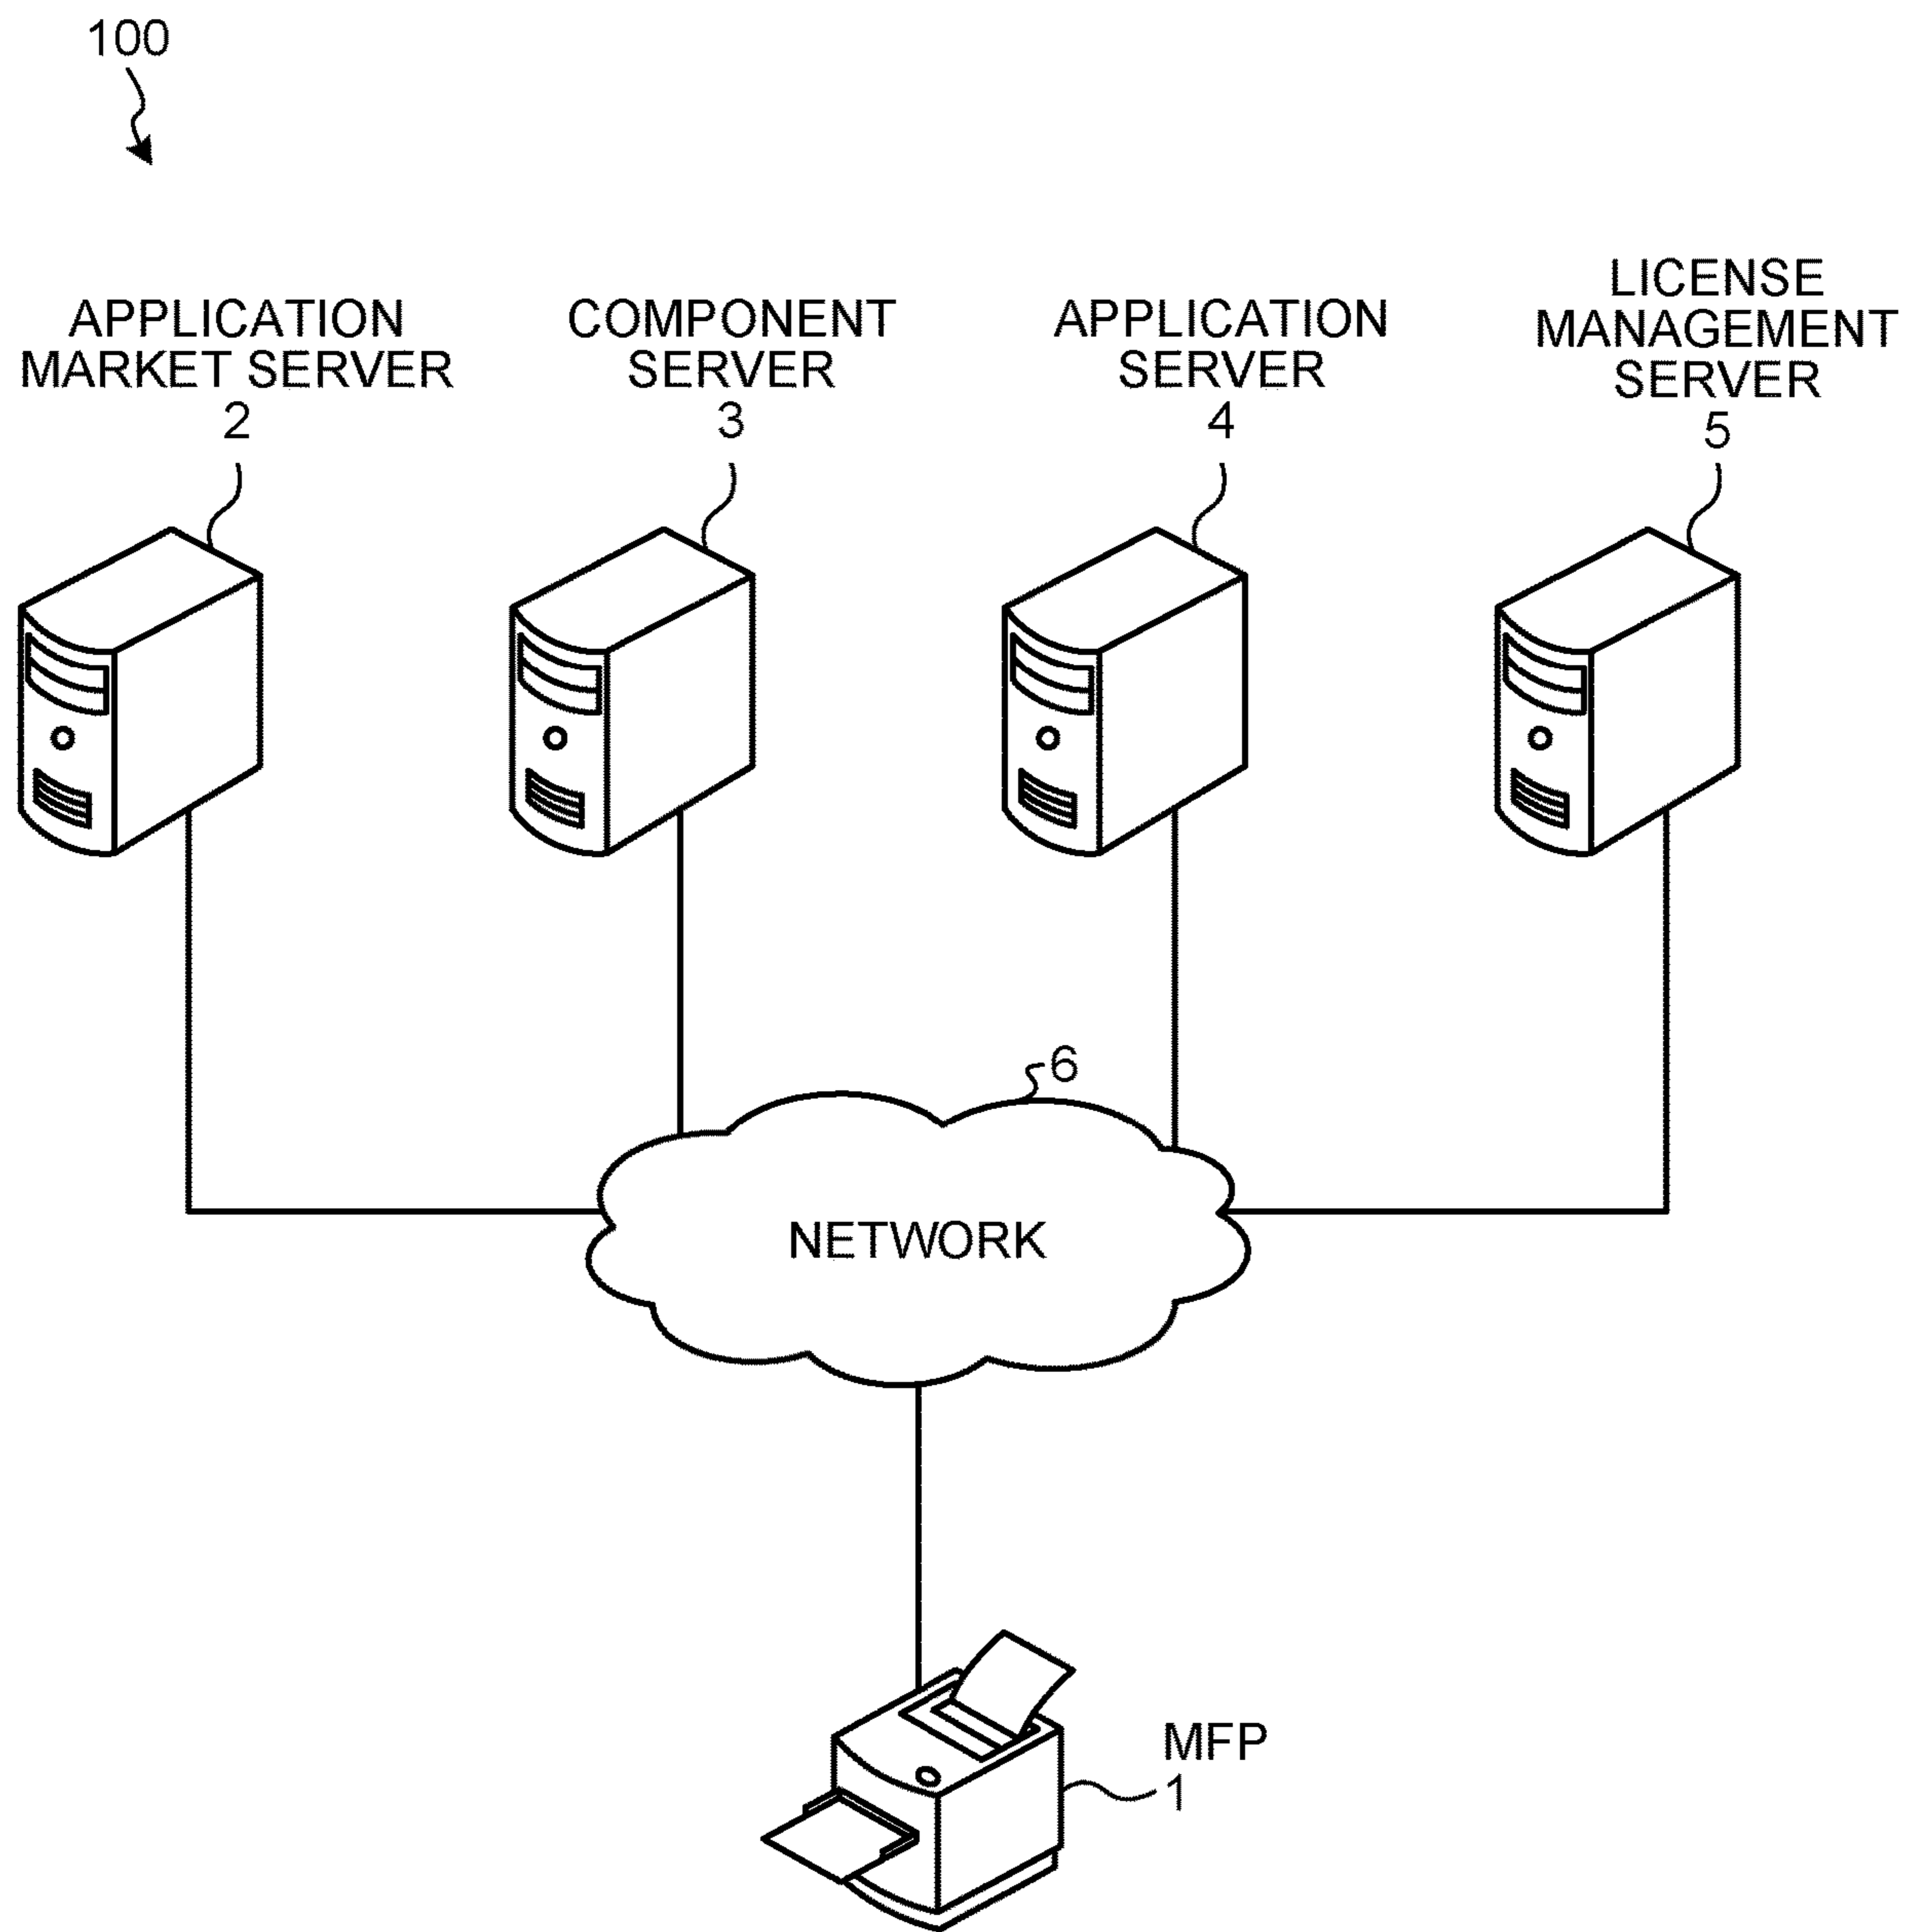 100
APPLICATION
MARKET SERVER
2
COMPONENT
SERVER
3
APPLICATION
SERVER
4
LICENSE
MANAGEMENT
SERVER
5
6
NETWORK
MFP
1